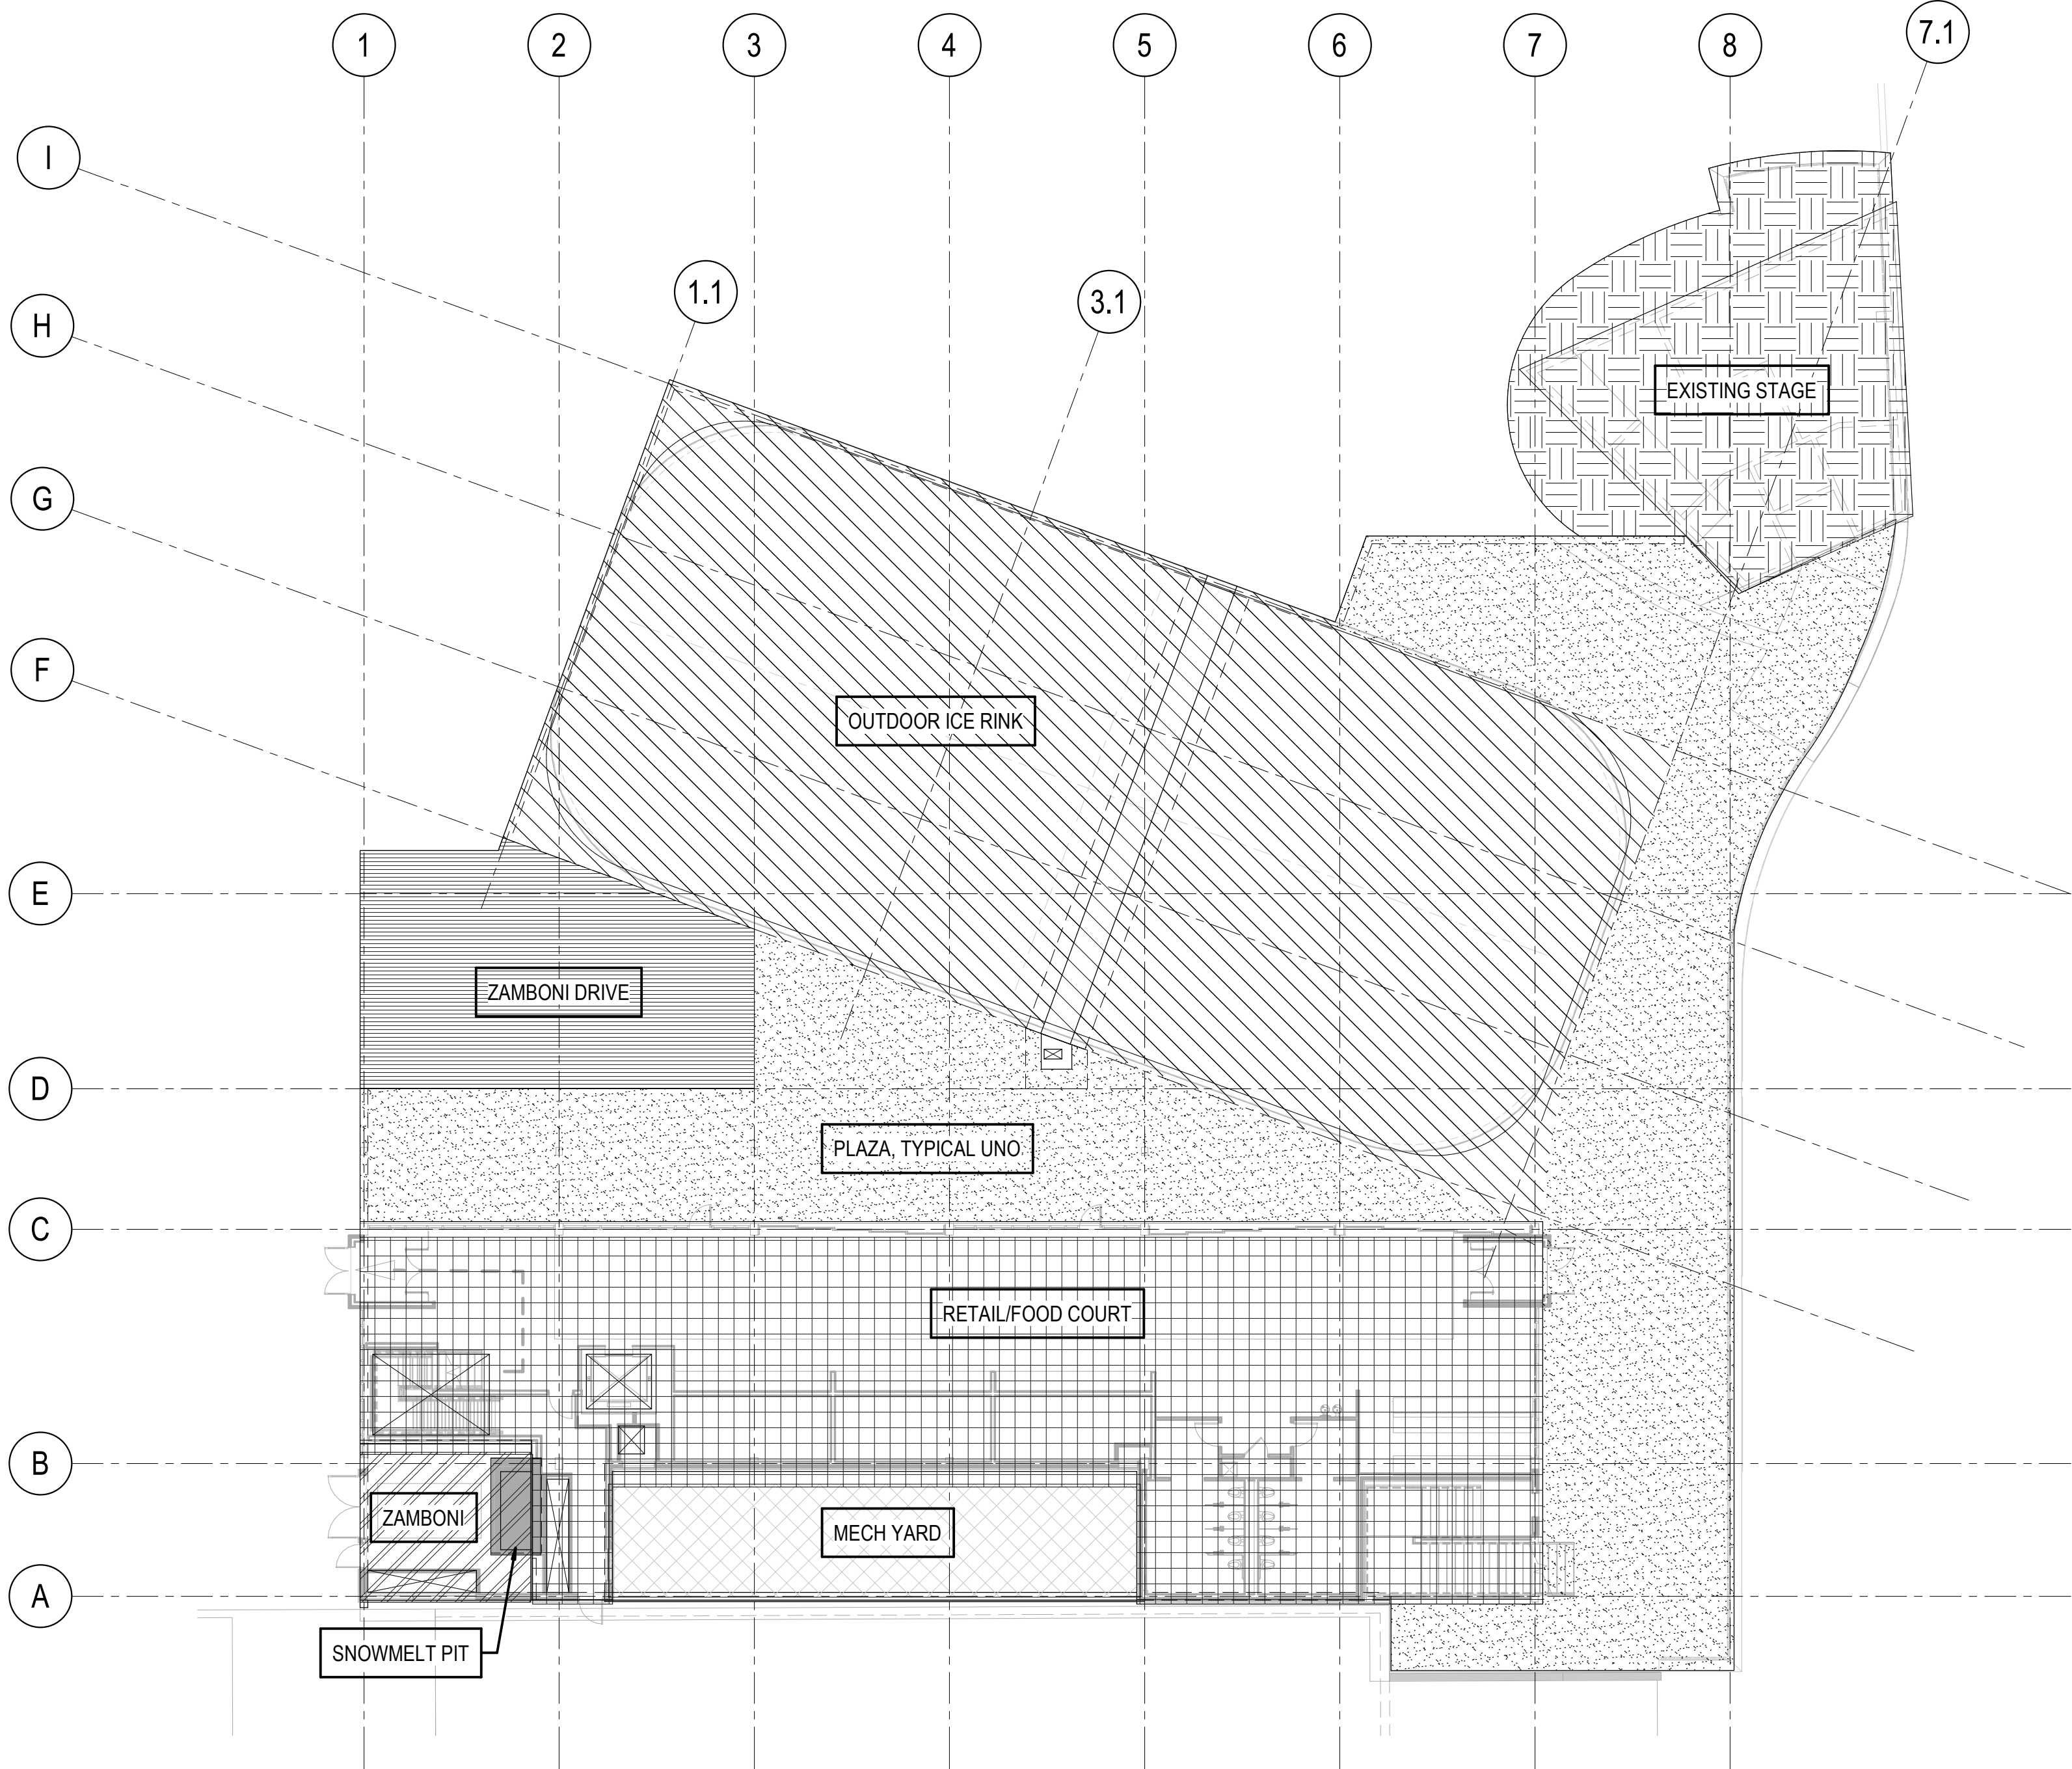 1
2
3
4
5
6
7
8
7.1
I
1.1
3.1
H
EXISTING STAGE
G
F
OUTDOOR ICE RINK
E
ZAMBONI DRIVE
D
PLAZA, TYPICAL UNO
C
RETAIL/FOOD COURT
B
ZAMBONI
MECH YARD
A
SNOWMELT PIT